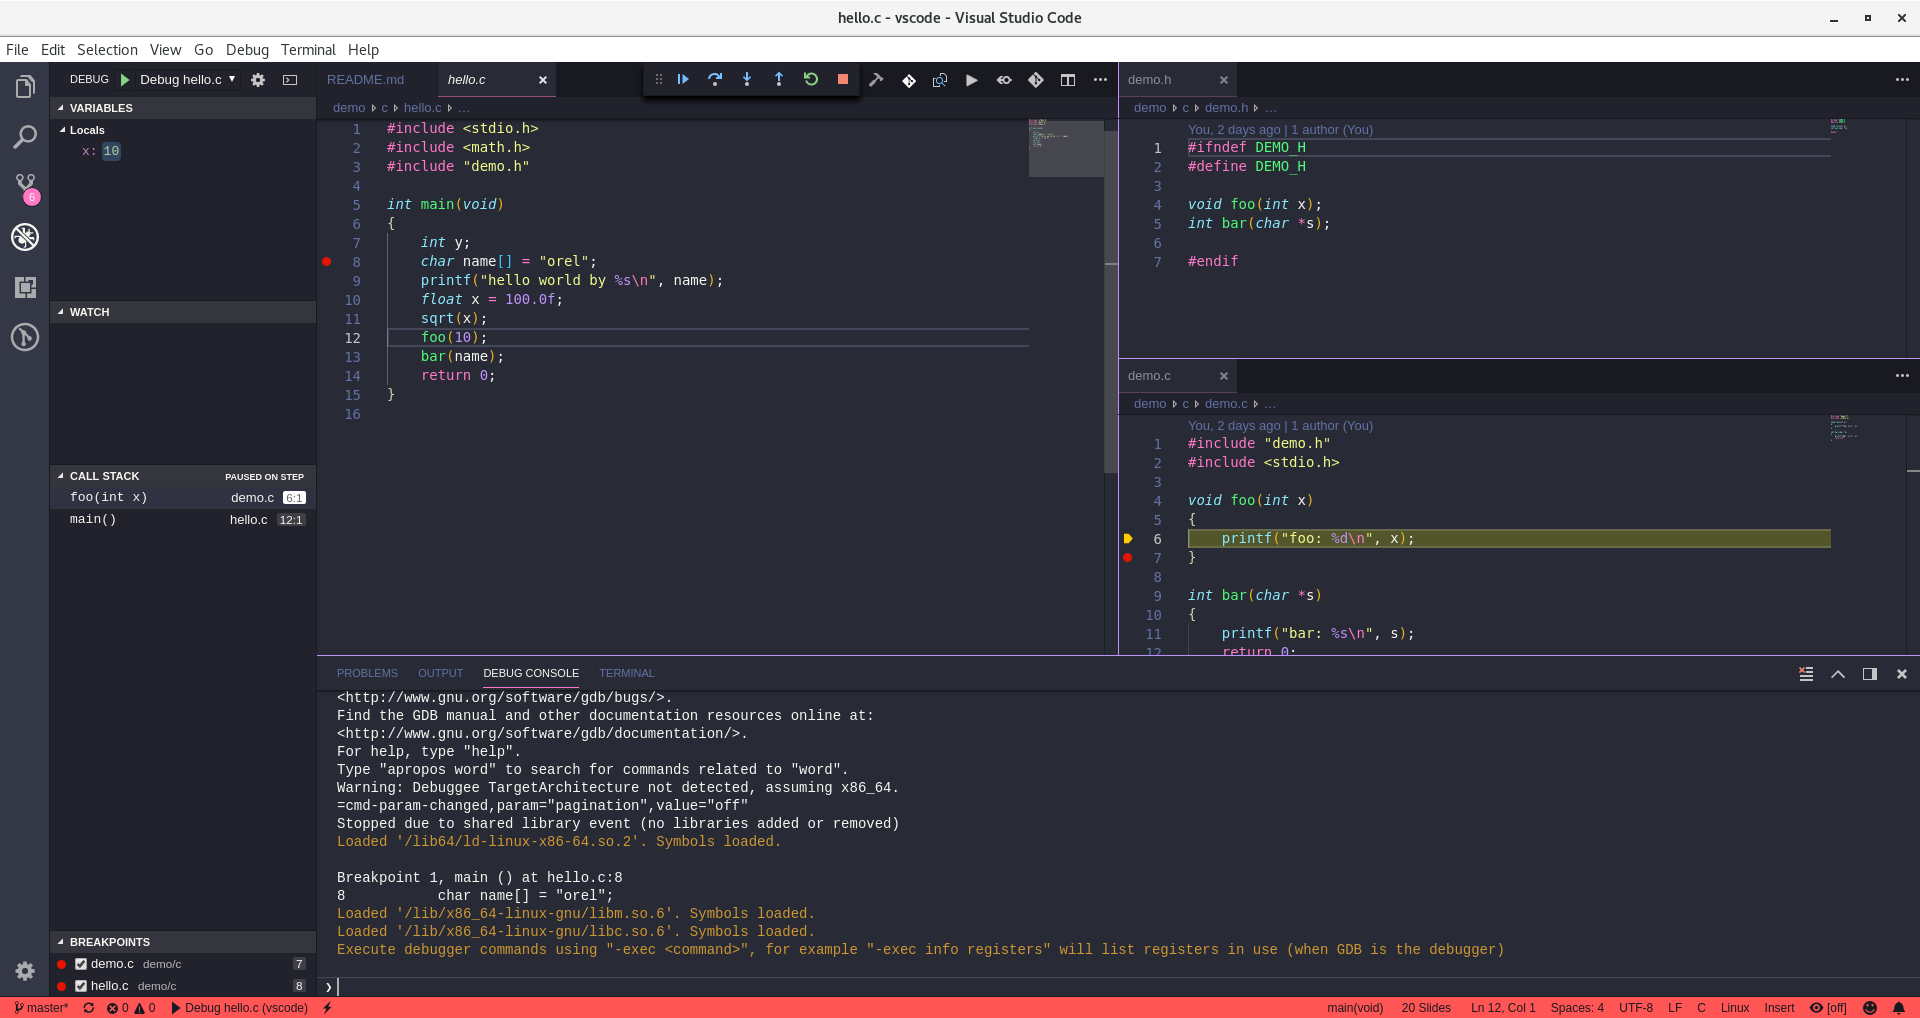 hello.c - vscode - Visual Studio Code
File Edit Selection View Go Debug Terminal Help
DEBUG Debug hello.c
VARIABLES
Locals
x: 10
WATCH
CALL STACK PAUSED ON STEP
foo(int x) demo.c 6:1
main() hello.c 12:1
BREAKPOINTS
demo.c demo/c 7
hello.c demo/c 8
6
README.md hello.c
demo c hello.c …
1 #include <stdio.h>
2 #include <math.h>
3 #include "demo.h"
4
5 int main(void)
6 {
7 int y;
8 char name[] = "orel";
9 printf("hello world by %s\n", name);
10 float x = 100.0f;
11 sqrt(x);
12 foo(10);
13 bar(name);
14 return 0;
15 }
16
demo.h
demo c demo.h …
You, 2 days ago | 1 author (You)
1 #ifndef DEMO_H
2 #define DEMO_H
3
4 void foo(int x);
5 int bar(char *s);
6
7 #endif
demo.c
demo c demo.c …
You, 2 days ago | 1 author (You)
1 #include "demo.h"
2 #include <stdio.h>
3
4 void foo(int x)
5 {
6 printf("foo: %d\n", x);
7 }
8
9 int bar(char *s)
10 {
11 printf("bar: %s\n", s);
12 return 0;
PROBLEMS OUTPUT DEBUG CONSOLE TERMINAL
<http://www.gnu.org/software/gdb/bugs/>.
Find the GDB manual and other documentation resources online at:
<http://www.gnu.org/software/gdb/documentation/>.
For help, type "help".
Type "apropos word" to search for commands related to "word".
Warning: Debuggee TargetArchitecture not detected, assuming x86_64.
=cmd-param-changed,param="pagination",value="off"
Stopped due to shared library event (no libraries added or removed)
Loaded '/lib64/ld-linux-x86-64.so.2'. Symbols loaded.
Breakpoint 1, main () at hello.c:8
8 char name[] = "orel";
Loaded '/lib/x86_64-linux-gnu/libm.so.6'. Symbols loaded.
Loaded '/lib/x86_64-linux-gnu/libc.so.6'. Symbols loaded.
Execute debugger commands using "-exec <command>", for example "-exec info registers" will list registers in use (when GDB is the debugger)
master* 0 0 Debug hello.c (vscode) main(void) 20 Slides Ln 12, Col 1 Spaces: 4 UTF-8 LF C Linux Insert [off]